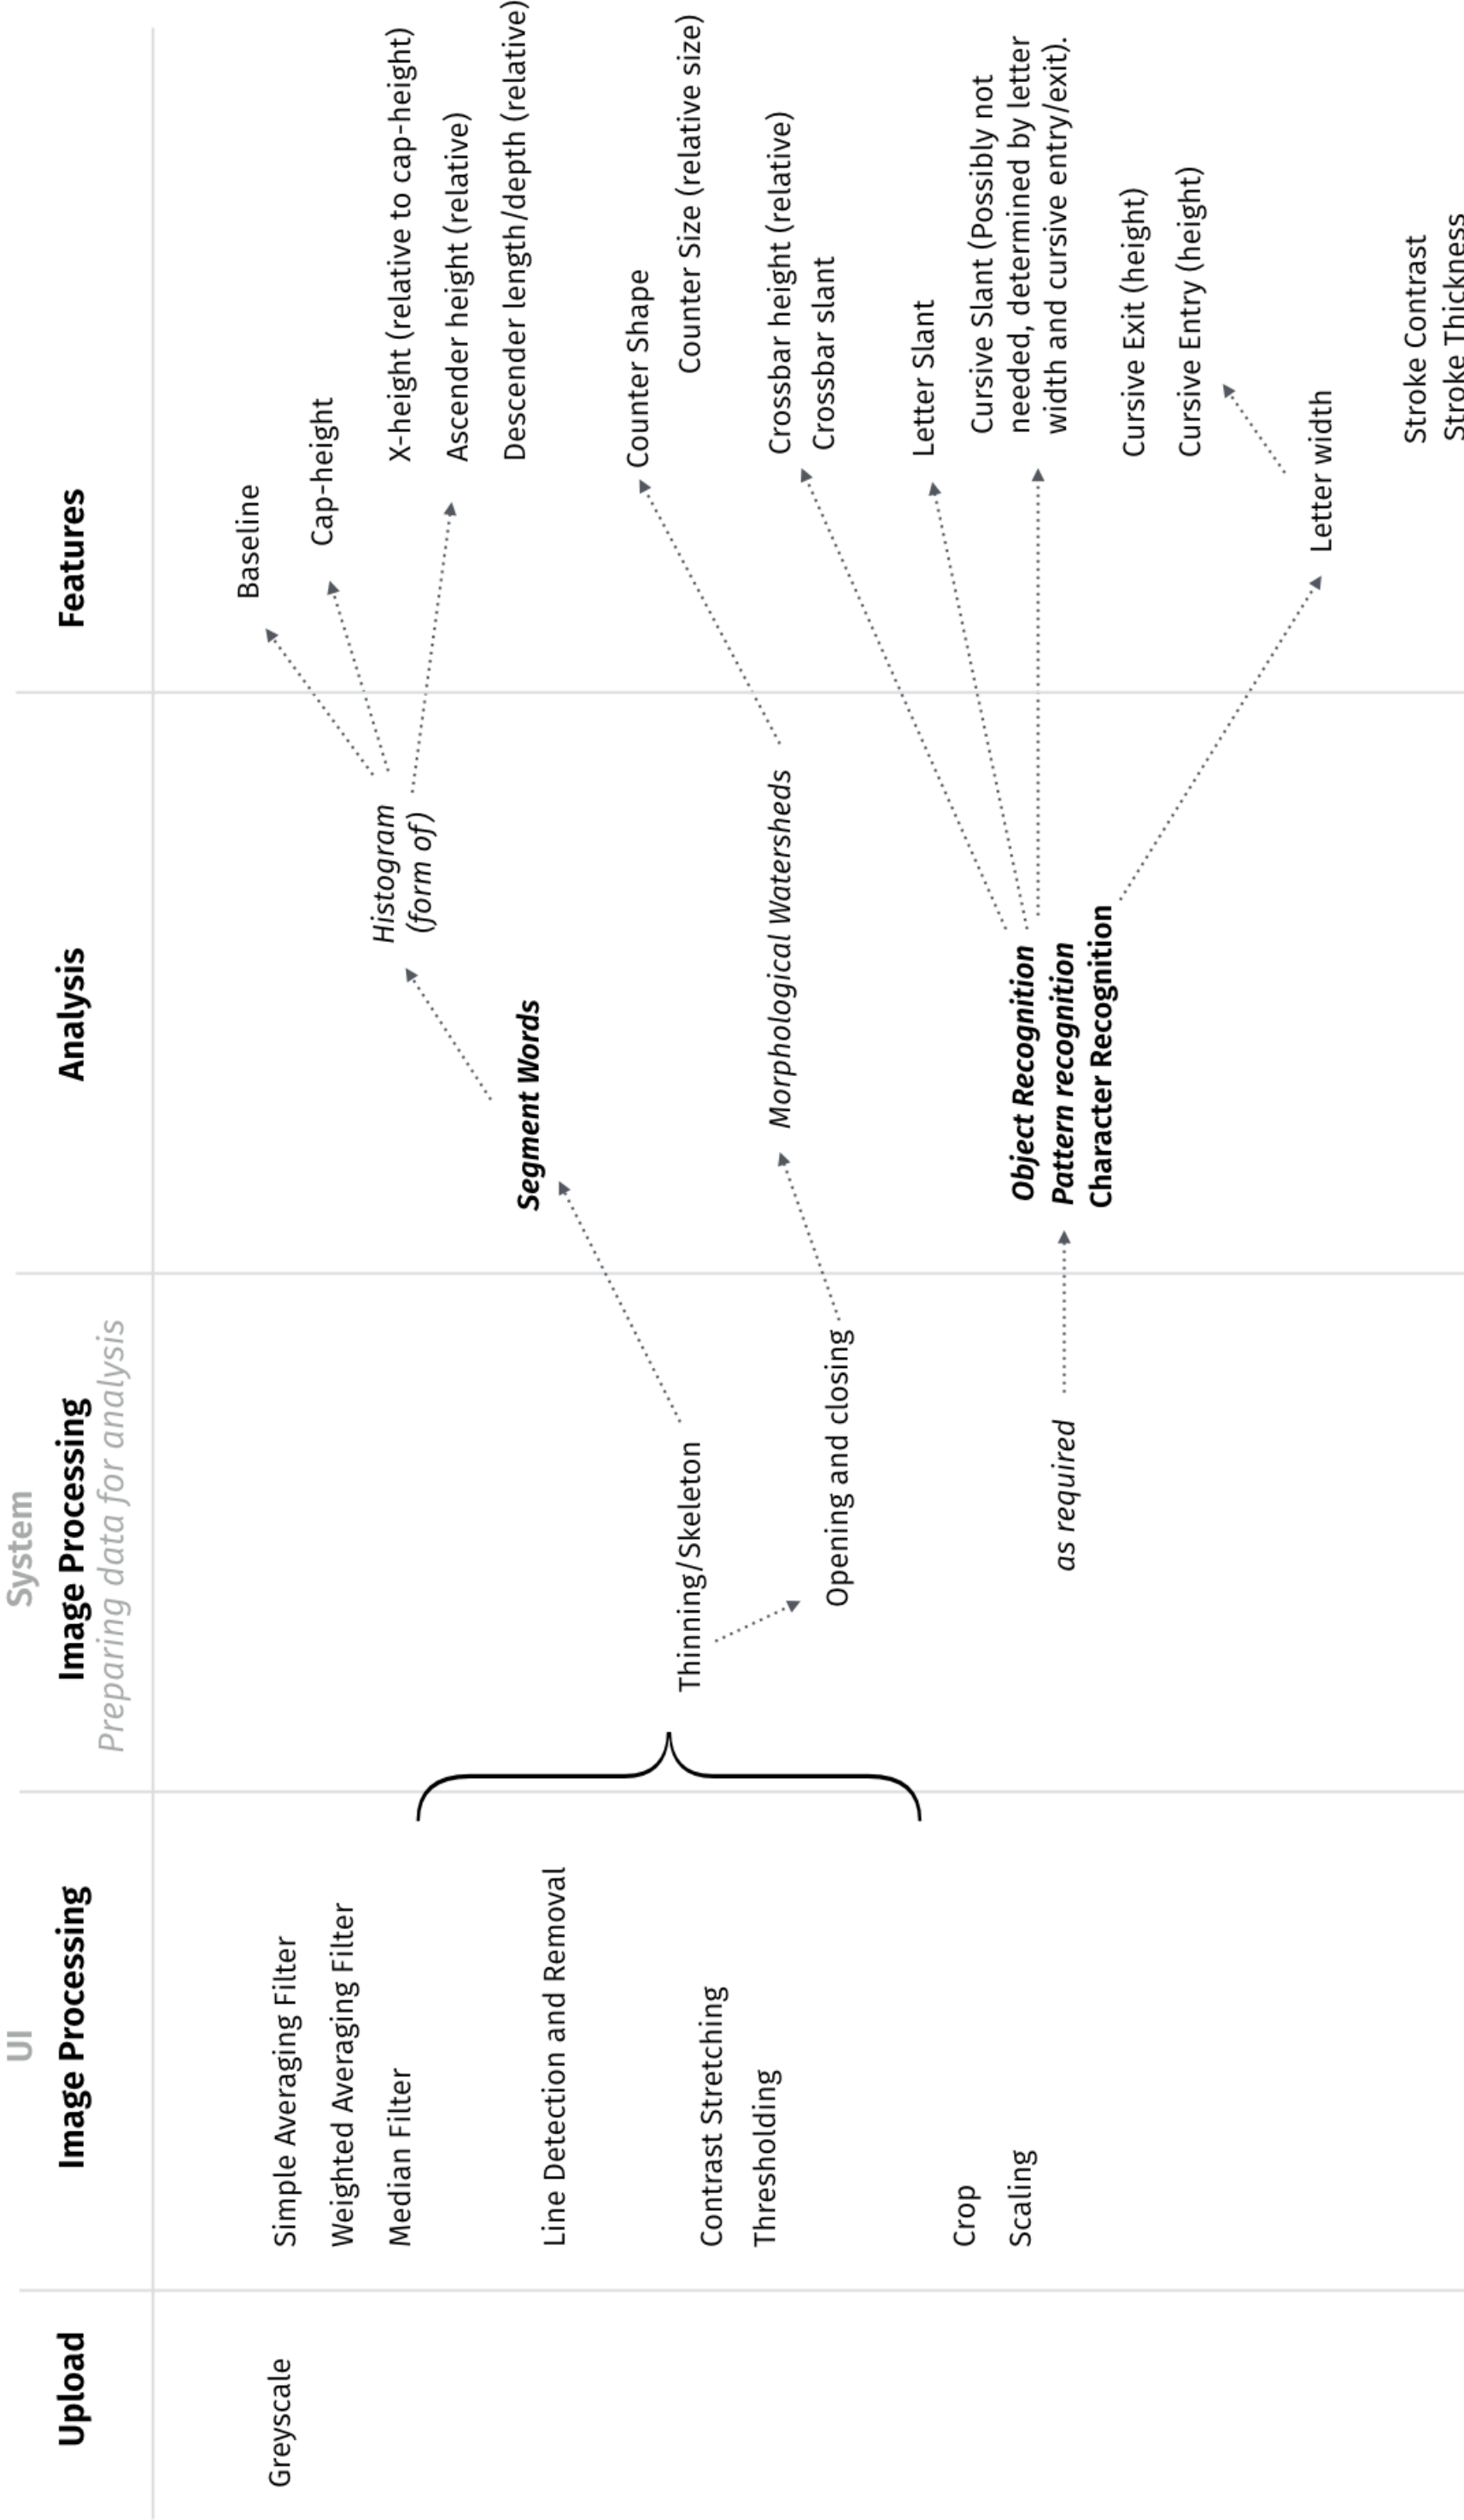 UI
System
Upload
Image Processing
Image Processing
Preparing data for analysis
Analysis
Features
Greyscale
Simple Averaging Filter
Weighted Averaging Filter
Median Filter
Line Detection and Removal
Contrast Stretching
Thresholding
Crop
Scaling
Thinning/Skeleton
Opening and closing
as required
Histogram
(form of)
Segment Words
Morphological Watersheds
Object Recognition
Pattern recognition
Character Recognition
Baseline
Cap-height
X-height (relative to cap-height)
Ascender height (relative)
Descender length/depth (relative)
Counter Shape
Counter Size (relative size)
Crossbar height (relative)
Crossbar slant
Letter Slant
Cursive Slant (Possibly not
needed, determined by letter
width and cursive entry/exit).
Cursive Exit (height)
Cursive Entry (height)
Letter width
Stroke Contrast
Stroke Thickness